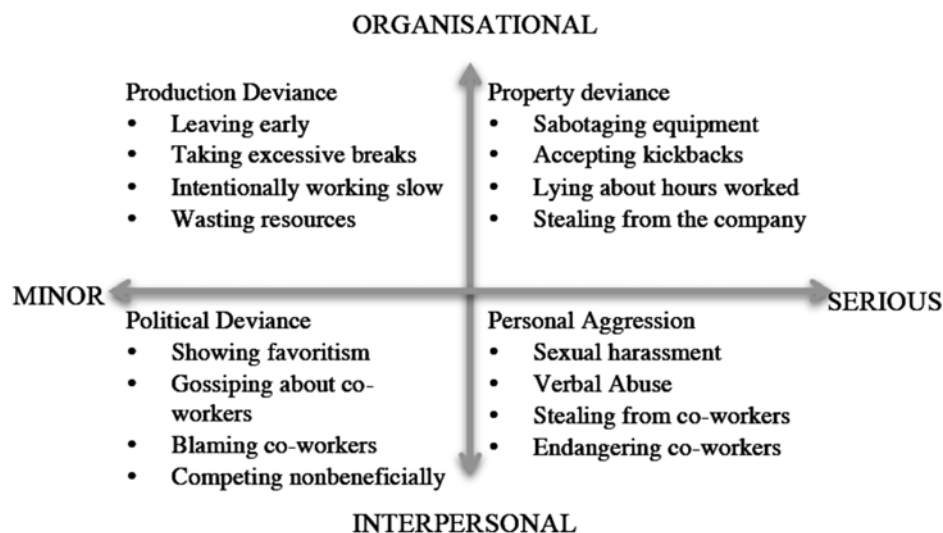 ORGANISATIONAL
Production Deviance
• Leaving early
• Taking excessive breaks
• Intentionally working slow
• Wasting resources
Property deviance
• Sabotaging equipment
• Accepting kickbacks
• Lying about hours worked
• Stealing from the company
MINOR
SERIOUS
Political Deviance
• Showing favoritism
• Gossiping about co-
workers
• Blaming co-workers
• Competing nonbeneficially
Personal Aggression
• Sexual harassment
• Verbal Abuse
• Stealing from co-workers
• Endangering co-workers
INTERPERSONAL